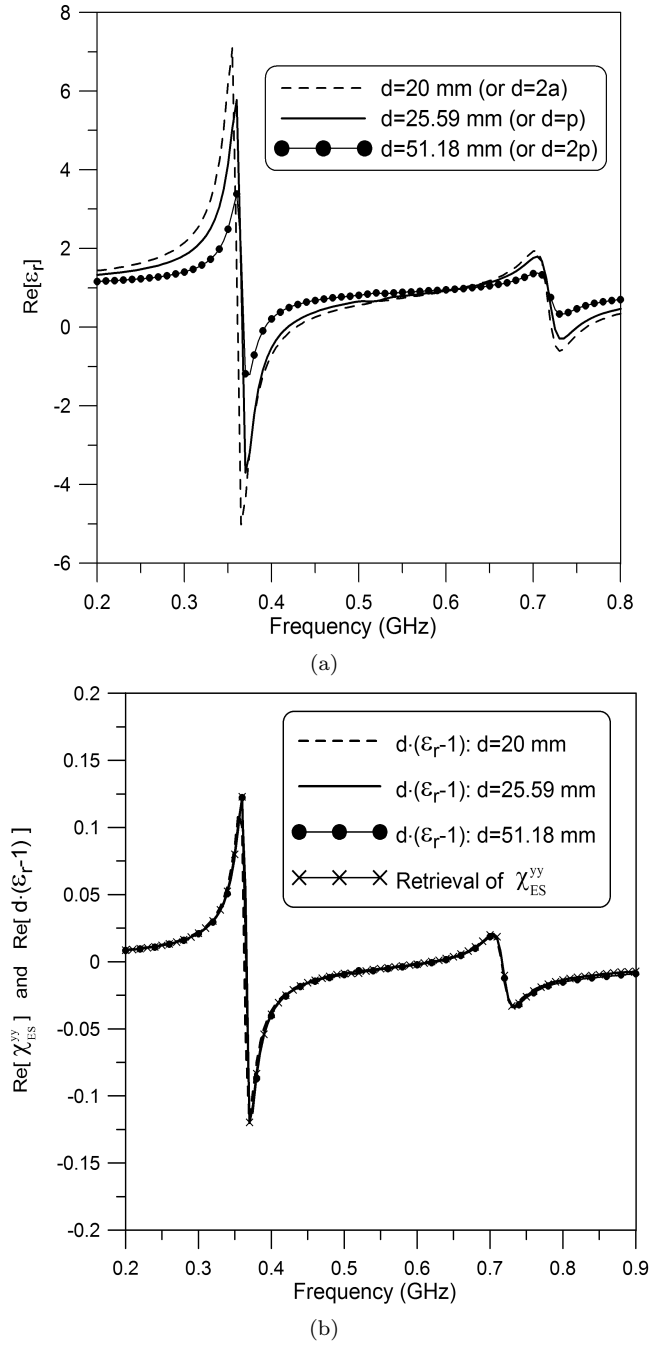 8
6
4
2
0
-2
-4
-6
Re[εr]
d=20 mm (or d=2a)
d=25.59 mm (or d=p)
d=51.18 mm (or d=2p)
0.2 0.3 0.4 0.5 0.6 0.7 0.8
Frequency (GHz)
(a)
0.2
0.15
0.1
0.05
0
-0.05
-0.1
-0.15
-0.2
Re[ χ_ES^yy ] and Re[ d·(εr-1) ]
d·(εr-1): d=20 mm
d·(εr-1): d=25.59 mm
d·(εr-1): d=51.18 mm
Retrieval of χ_ES^yy
0.2 0.3 0.4 0.5 0.6 0.7 0.8 0.9
Frequency (GHz)
(b)